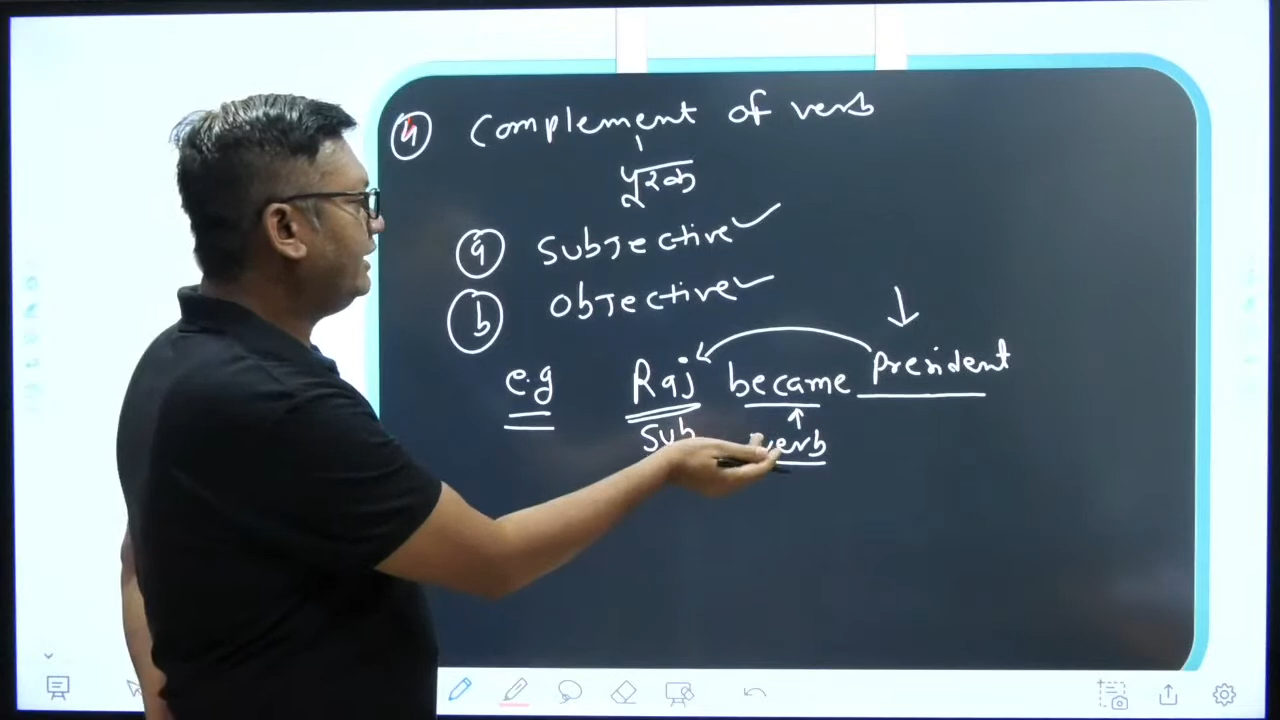 4 Complement of verb
पूरक
a Subjective
b Objective
e.g Raj became President
Sub verb